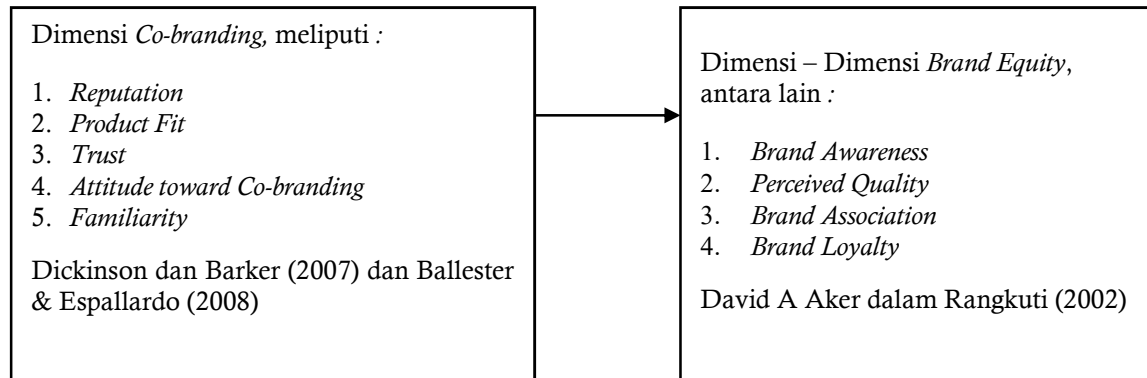 Dimensi Co-branding, meliputi :
1. Reputation
2. Product Fit
3. Trust
4. Attitude toward Co-branding
5. Familiarity
Dickinson dan Barker (2007) dan Ballester
& Espallardo (2008)
Dimensi – Dimensi Brand Equity,
antara lain :
1. Brand Awareness
2. Perceived Quality
3. Brand Association
4. Brand Loyalty
David A Aker dalam Rangkuti (2002)